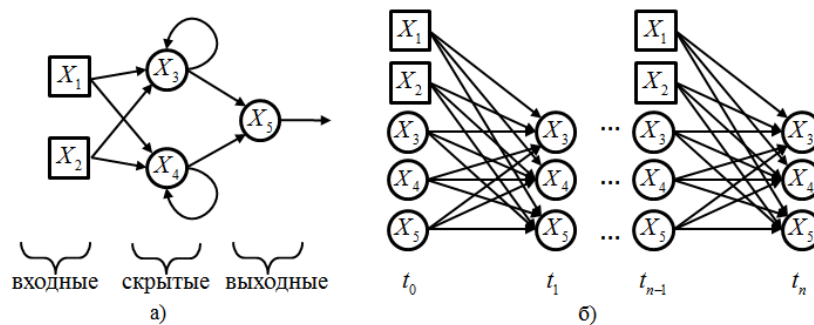 X₁
X₂
X₃
X₄
X₅
входные
скрытые
выходные
а)
X₁
X₂
X₃
X₄
X₅
X₃
X₄
X₅
...
...
...
X₁
X₂
X₃
X₄
X₅
X₃
X₄
X₅
t₀
t₁
tₙ₋₁
tₙ
б)